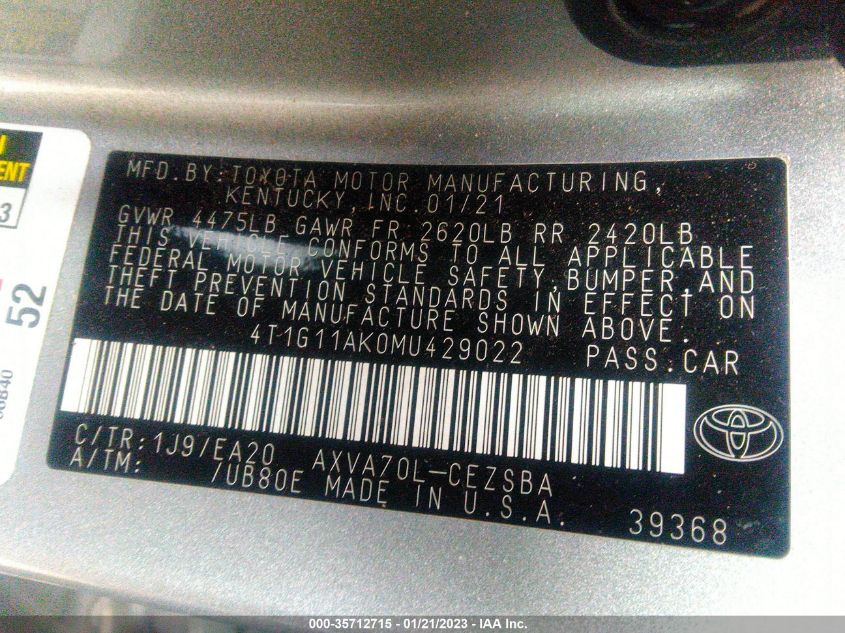 MFD.BY:TOYOTA MOTOR MANUFACTURING,
KENTUCKY, INC. 01/21
GVWR 4475LB GAWR FR 2620LB RR 2420LB
THIS VEHICLE CONFORMS TO ALL APPLICABLE
FEDERAL MOTOR VEHICLE SAFETY, BUMPER, AND
THEFT PREVENTION STANDARDS IN EFFECT ON
THE DATE OF MANUFACTURE SHOWN ABOVE.
4T1G11AK0MU429022 PASS.CAR
C/TR:1J9/EA20 AXVA70L-CEZSBA
A/TM: /UB80E MADE IN U.S.A.
39368
52
000-35712715 - 01/21/2023 - IAA Inc.